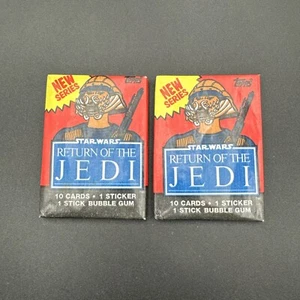 NEW
SERIES
STAR WARS
RETURN OF THE
JEDI
10 CARDS • 1 STICKER
1 STICK BUBBLE GUM
NEW
SERIES
TOPPS
STAR WARS
RETURN OF THE
JEDI
10 CARDS • 1 STICKER
1 STICK BUBBLE GUM